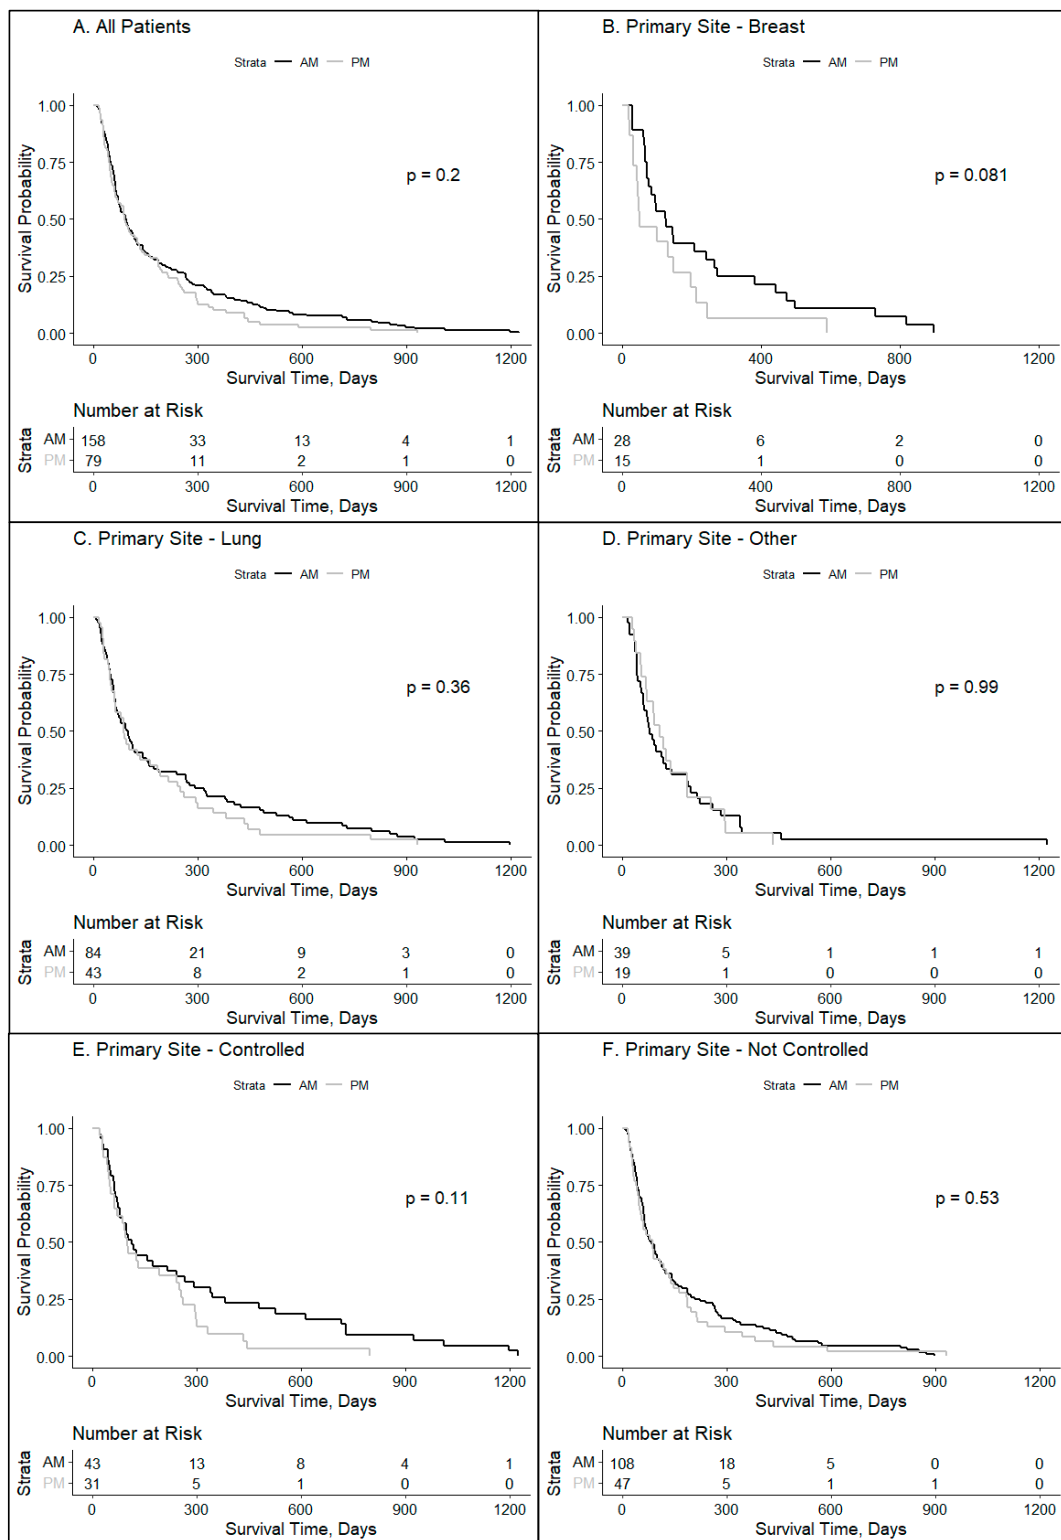 A. All Patients
Strata AM PM
Survival Probability
1.00
0.75
0.50
0.25
0.00
p = 0.2
0 300 600 900 1200
Survival Time, Days
Number at Risk
Strata
AM 158 33 13 4 1
PM 79 11 2 1 0
0 300 600 900 1200
Survival Time, Days
B. Primary Site - Breast
Strata AM PM
Survival Probability
1.00
0.75
0.50
0.25
0.00
p = 0.081
0 400 800 1200
Survival Time, Days
Number at Risk
Strata
AM 28 6 2 0
PM 15 1 0 0
0 400 800 1200
Survival Time, Days
C. Primary Site - Lung
Strata AM PM
Survival Probability
1.00
0.75
0.50
0.25
0.00
p = 0.36
0 300 600 900 1200
Survival Time, Days
Number at Risk
Strata
AM 84 21 9 3 0
PM 43 8 2 1 0
0 300 600 900 1200
Survival Time, Days
D. Primary Site - Other
Strata AM PM
Survival Probability
1.00
0.75
0.50
0.25
0.00
p = 0.99
0 300 600 900 1200
Survival Time, Days
Number at Risk
Strata
AM 39 5 1 1 1
PM 19 1 0 0 0
0 300 600 900 1200
Survival Time, Days
E. Primary Site - Controlled
Strata AM PM
Survival Probability
1.00
0.75
0.50
0.25
0.00
p = 0.11
0 300 600 900 1200
Survival Time, Days
Number at Risk
Strata
AM 43 13 8 4 1
PM 31 5 1 0 0
0 300 600 900 1200
Survival Time, Days
F. Primary Site - Not Controlled
Strata AM PM
Survival Probability
1.00
0.75
0.50
0.25
0.00
p = 0.53
0 300 600 900 1200
Survival Time, Days
Number at Risk
Strata
AM 108 18 5 0 0
PM 47 5 1 1 0
0 300 600 900 1200
Survival Time, Days